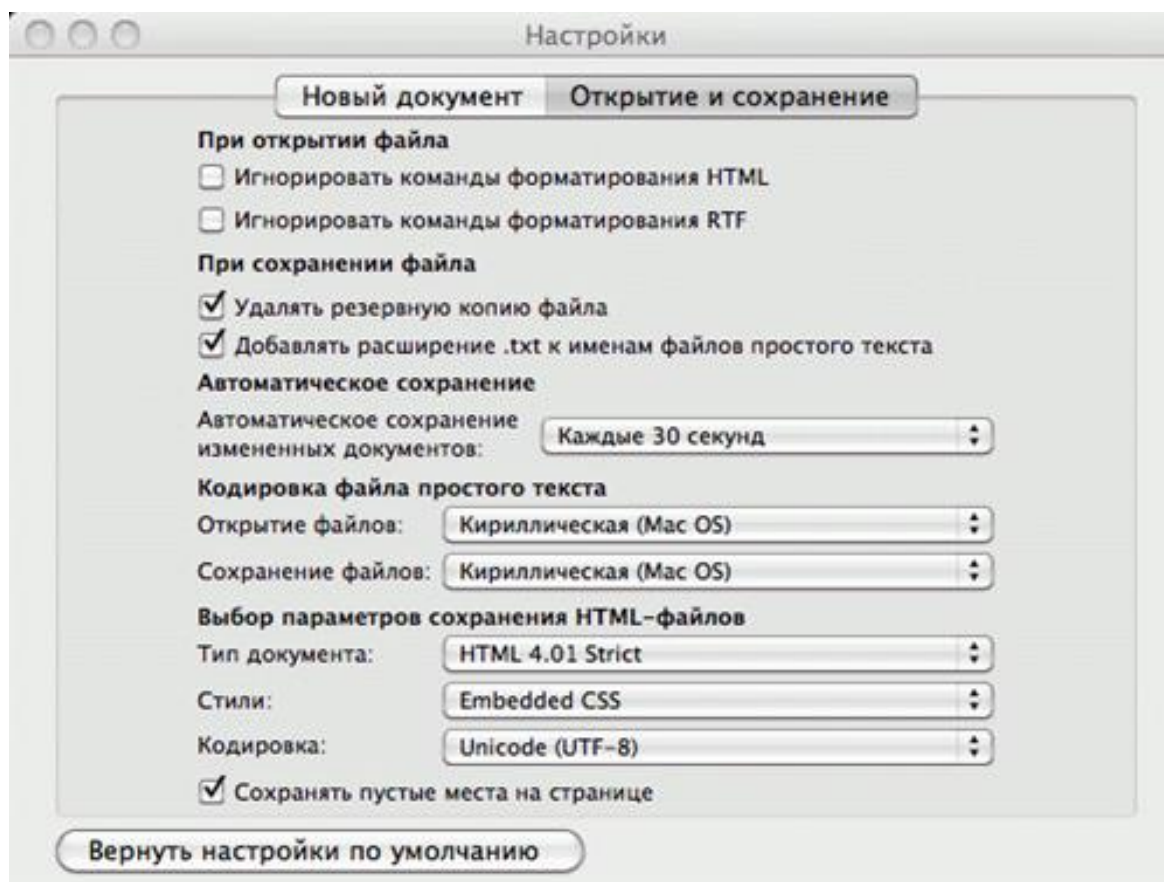 Настройки
Новый документ Открытие и сохранение
При открытии файла
Игнорировать команды форматирования HTML
Игнорировать команды форматирования RTF
При сохранении файла
Удалять резервную копию файла
Добавлять расширение .txt к именам файлов простого текста
Автоматическое сохранение
Автоматическое сохранение
измененных документов: Каждые 30 секунд
Кодировка файла простого текста
Открытие файлов: Кириллическая (Mac OS)
Сохранение файлов: Кириллическая (Mac OS)
Выбор параметров сохранения HTML-файлов
Тип документа: HTML 4.01 Strict
Стили: Embedded CSS
Кодировка: Unicode (UTF-8)
Сохранять пустые места на странице
Вернуть настройки по умолчанию